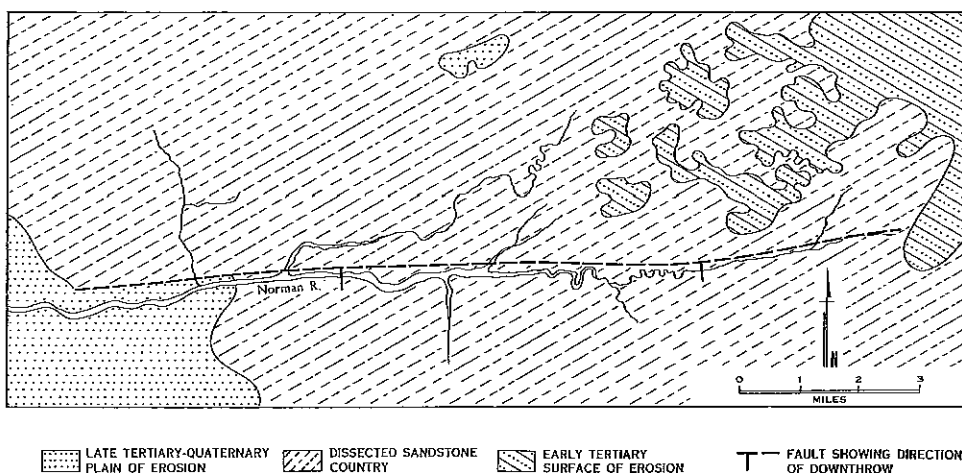 Norman R.
N
0 1 2 3
MILES
LATE TERTIARY-QUATERNARY
PLAIN OF EROSION
DISSECTED SANDSTONE
COUNTRY
EARLY TERTIARY
SURFACE OF EROSION
FAULT SHOWING DIRECTION
OF DOWNTHROW